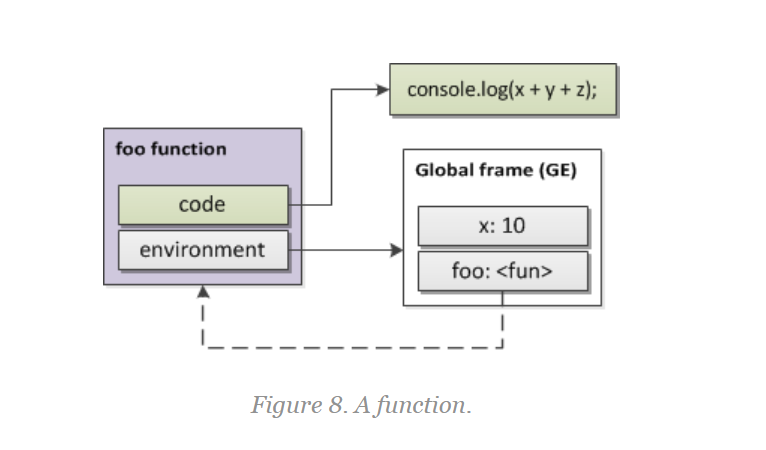 console.log(x + y + z);
foo function
code
environment
Global frame (GE)
x: 10
foo: <fun>
Figure 8. A function.